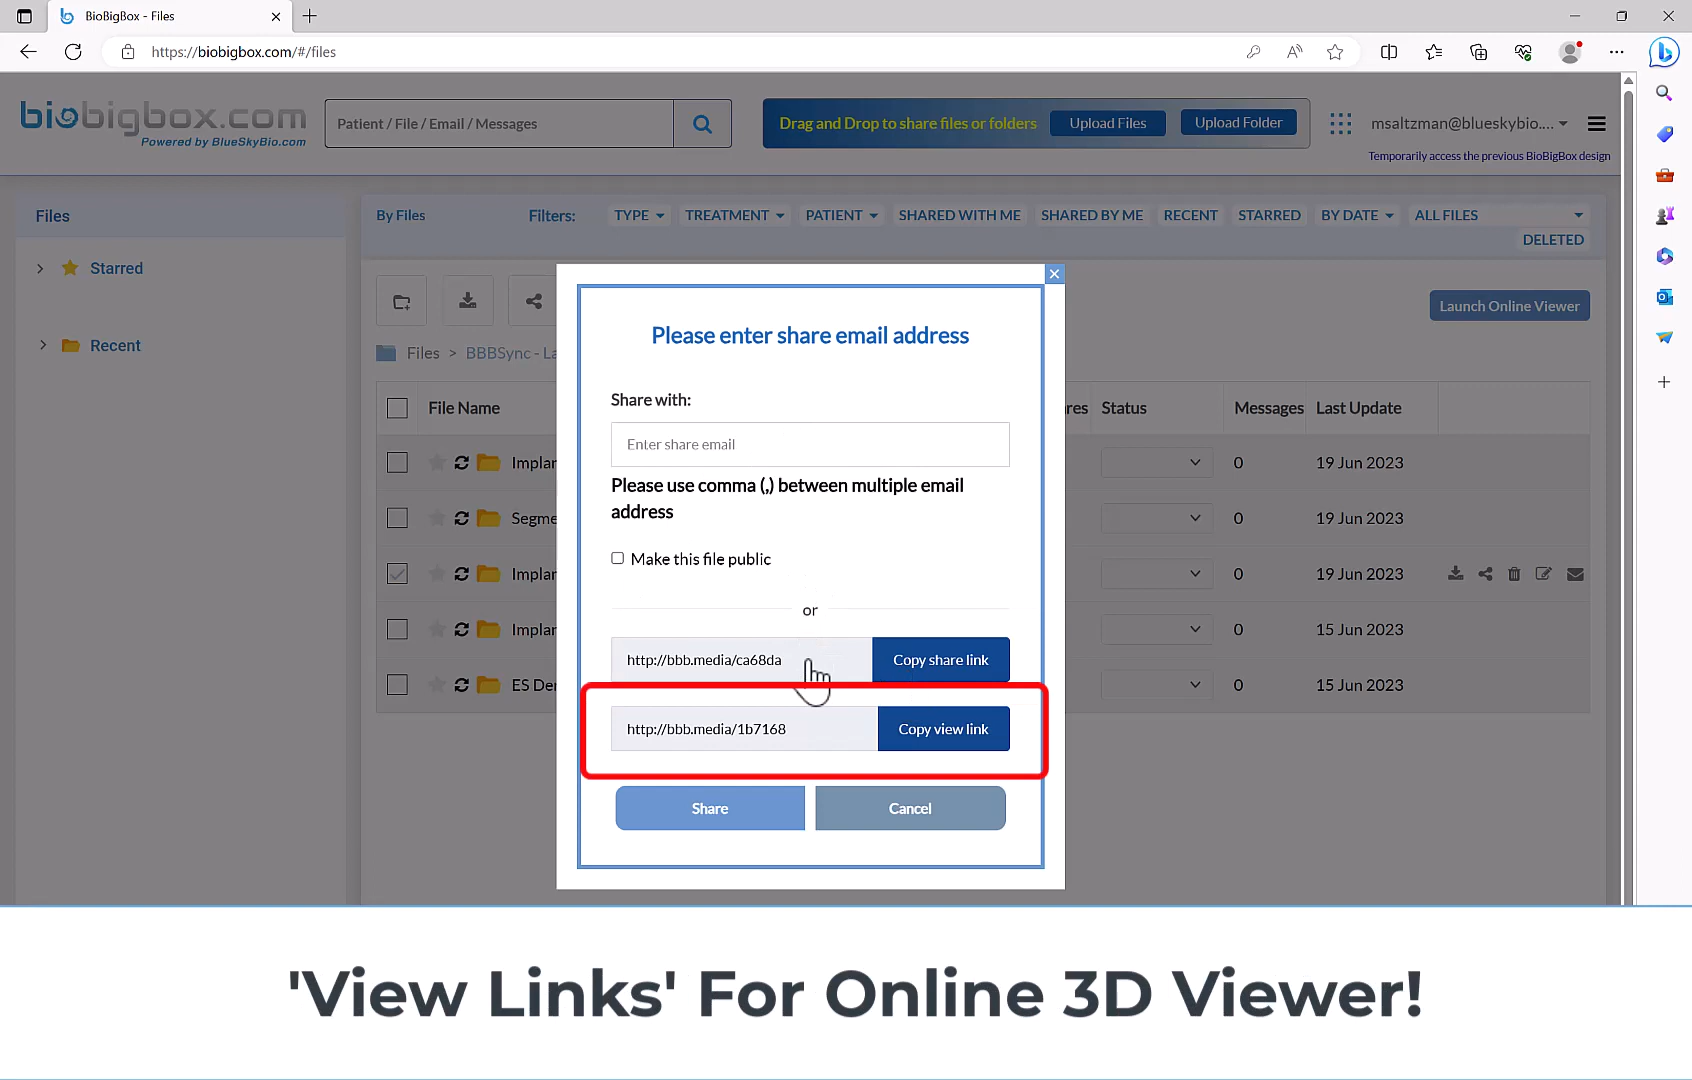 BioBigBox - Files
https://biobigbox.com/#/files
biobigbox.com
Powered by BlueSkyBio.com
Patient / File / Email / Messages
Drag and Drop to share files or folders
Upload Files
Upload Folder
msaltzman@blueskybio....
Temporarily access the previous BioBigBox design
Files
Starred
Recent
By Files
Filters:
TYPE
TREATMENT
PATIENT
SHARED WITH ME
SHARED BY ME
RECENT
STARRED
BY DATE
ALL FILES
DELETED
Launch Online Viewer
Files > BBBSync - La
File Name
res
Status
Messages
Last Update
Implan
0
19 Jun 2023
Segme
0
19 Jun 2023
Implan
0
19 Jun 2023
Implan
0
15 Jun 2023
ES Der
0
15 Jun 2023
Please enter share email address
Share with:
Enter share email
Please use comma (,) between multiple email
address
Make this file public
or
http://bbb.media/ca68da
Copy share link
http://bbb.media/1b7168
Copy view link
Share
Cancel
'View Links' For Online 3D Viewer!